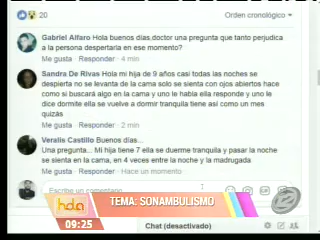 20
Orden cronológico
Gabriel Alfaro Hola buenos días,doctor una pregunta que tanto perjudica
a la persona despertarla en ese momento?
Me gusta · Responder · 4 min
Sandra De Rivas Hola mi hija de 9 años casi todas las noches se
despierta no se levanta de la cama solo se sienta con ojos abiertos hace
como si buscará algo en la cama y uno le habla ella responde y uno le
dice dormite ella se vuelve a dormir tranquila tiene así como un mes
quizás
Me gusta · Responder · 2 min
Veralis Castillo Buenos días...
Una pregunta... Mi hija tiene 7 ella se duerme tranquila y pasar la noche
se sienta en la cama, en 4 veces entre la noche y la madrugada
Me gusta · Responder · Hace un momento
Escribe un comentario...
hola
TEMA: SONAMBULISMO
09:25
Chat (desactivado)
12